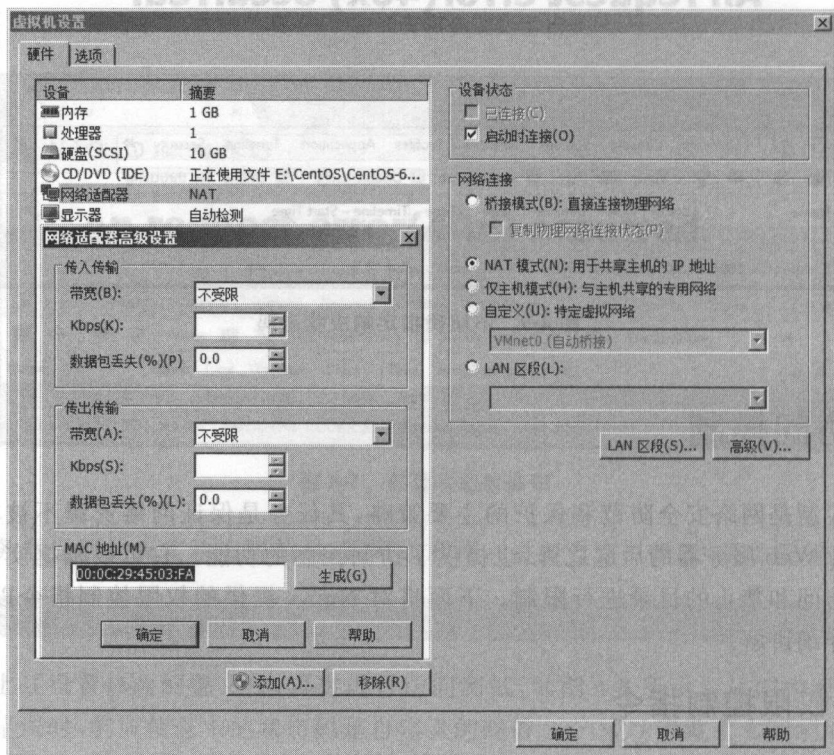 虚拟机设置
硬件 选项
设备 摘要
内存 1 GB
处理器 1
硬盘(SCSI) 10 GB
CD/DVD (IDE) 正在使用文件 E:\CentOS\CentOS-6...
网络适配器 NAT
显示器 自动检测
网络适配器高级设置
传入传输
带宽(B): 不受限
Kbps(K):
数据包丢失(%)(P) 0.0
传出传输
带宽(A): 不受限
Kbps(S):
数据包丢失(%)(L): 0.0
MAC 地址(M)
00:0C:29:45:03:FA 生成(G)
确定 取消 帮助
添加(A)... 移除(R)
设备状态
已连接(C)
启动时连接(O)
网络连接
桥接模式(B): 直接连接物理网络
复制物理网络连接状态(P)
NAT 模式(N): 用于共享主机的 IP 地址
仅主机模式(H): 与主机共享的专用网络
自定义(U): 特定虚拟网络
VMnet0 (自动桥接)
LAN 区段(L):
LAN 区段(S)... 高级(V)...
确定 取消 帮助